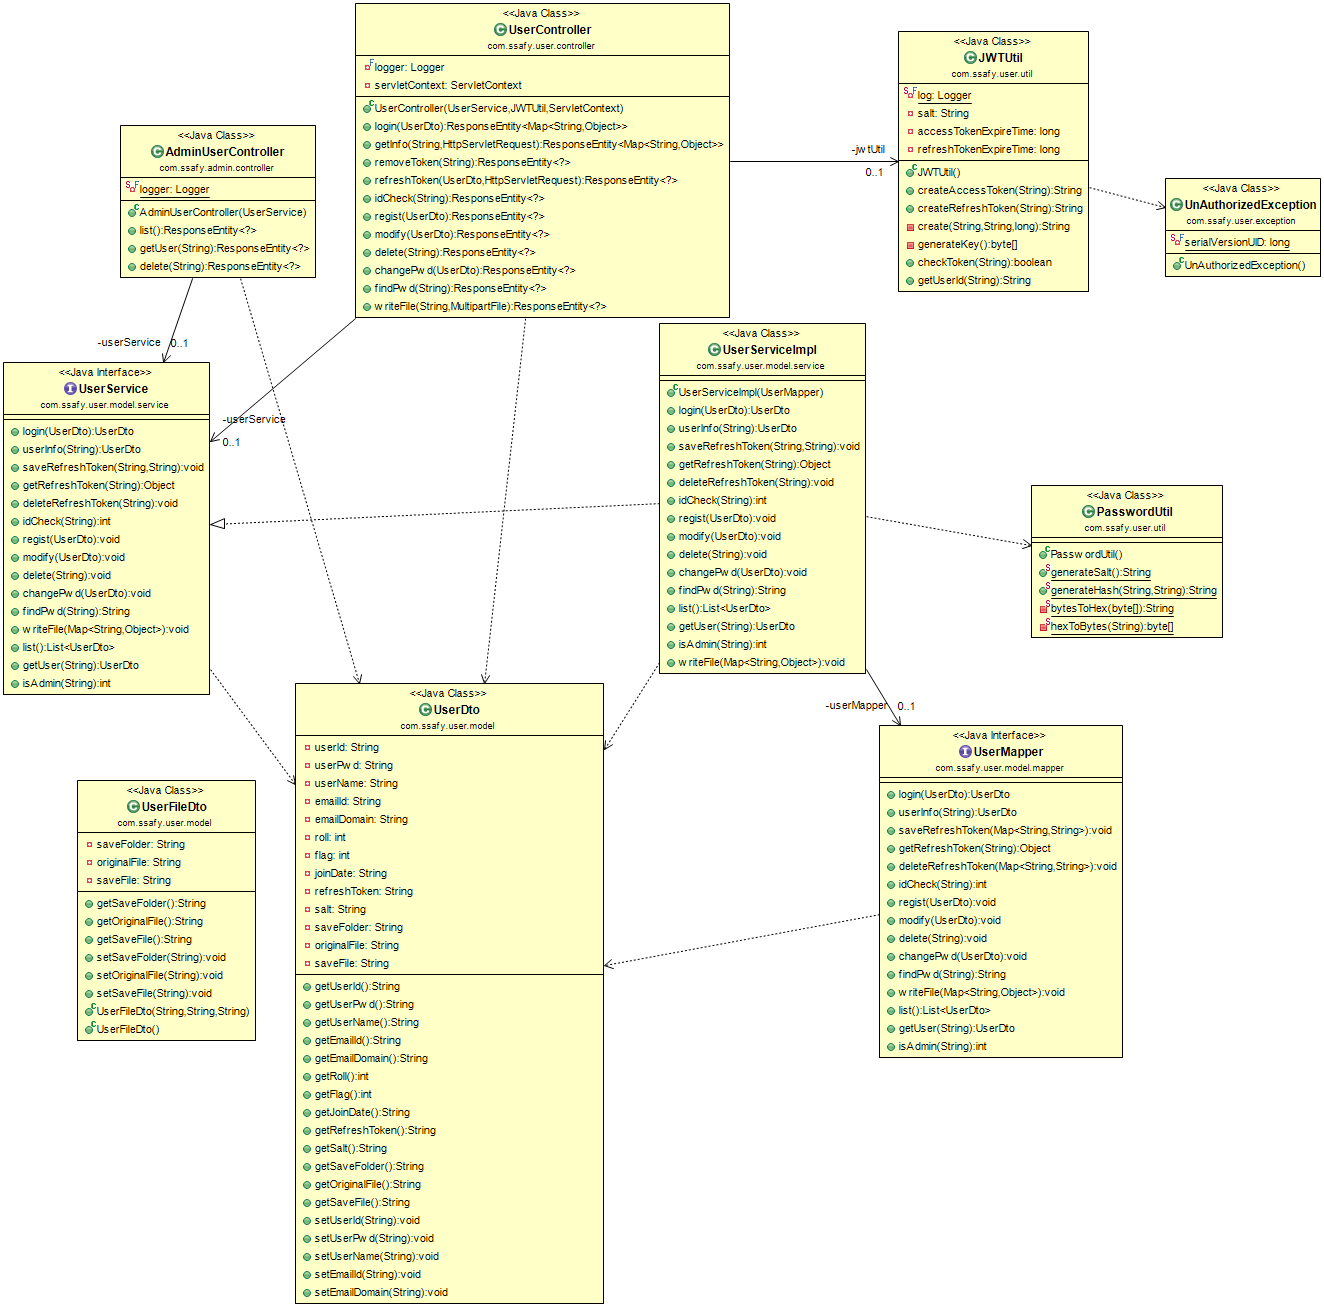 <<Java Class>>
UserController
com.ssafy.user.controller
logger: Logger
servletContext: ServletContext
UserController(UserService,JWTUtil,ServletContext)
login(UserDto):ResponseEntity<Map<String,Object>>
getInfo(String,HttpServletRequest):ResponseEntity<Map<String,Object>>
removeToken(String):ResponseEntity<?>
refreshToken(UserDto,HttpServletRequest):ResponseEntity<?>
idCheck(String):ResponseEntity<?>
regist(UserDto):ResponseEntity<?>
modify(UserDto):ResponseEntity<?>
delete(String):ResponseEntity<?>
changePwd(UserDto):ResponseEntity<?>
findPwd(String):ResponseEntity<?>
writeFile(String,MultipartFile):ResponseEntity<?>
<<Java Class>>
JWTUtil
com.ssafy.user.util
log: Logger
salt: String
accessTokenExpireTime: long
refreshTokenExpireTime: long
JWTUtil()
createAccessToken(String):String
createRefreshToken(String):String
create(String,String,long):String
generateKey():byte[]
checkToken(String):boolean
getUserId(String):String
-jwtUtil
0..1
<<Java Class>>
AdminUserController
com.ssafy.admin.controller
logger: Logger
AdminUserController(UserService)
list():ResponseEntity<?>
getUser(String):ResponseEntity<?>
delete(String):ResponseEntity<?>
<<Java Class>>
UnAuthorizedException
com.ssafy.user.exception
serialVersionUID: long
UnAuthorizedException()
-userService
0..1
<<Java Interface>>
UserService
com.ssafy.user.model.service
login(UserDto):UserDto
userInfo(String):UserDto
saveRefreshToken(String,String):void
getRefreshToken(String):Object
deleteRefreshToken(String):void
idCheck(String):int
regist(UserDto):void
modify(UserDto):void
delete(String):void
changePwd(UserDto):void
findPwd(String):String
writeFile(Map<String,Object>):void
list():List<UserDto>
getUser(String):UserDto
isAdmin(String):int
-userService
0..1
<<Java Class>>
UserServiceImpl
com.ssafy.user.model.service
UserServiceImpl(UserMapper)
login(UserDto):UserDto
userInfo(String):UserDto
saveRefreshToken(String,String):void
getRefreshToken(String):Object
deleteRefreshToken(String):void
idCheck(String):int
regist(UserDto):void
modify(UserDto):void
delete(String):void
changePwd(UserDto):void
findPwd(String):String
list():List<UserDto>
getUser(String):UserDto
isAdmin(String):int
writeFile(Map<String,Object>):void
<<Java Class>>
PasswordUtil
com.ssafy.user.util
PasswordUtil()
generateSalt():String
generateHash(String,String):String
bytesToHex(byte[]):String
hexToBytes(String):byte[]
-userMapper
0..1
<<Java Class>>
UserDto
com.ssafy.user.model
userId: String
userPwd: String
userName: String
emailId: String
emailDomain: String
roll: int
flag: int
joinDate: String
refreshToken: String
salt: String
saveFolder: String
originalFile: String
saveFile: String
getUserId():String
getUserPwd():String
getUserName():String
getEmailId():String
getEmailDomain():String
getRoll():int
getFlag():int
getJoinDate():String
getRefreshToken():String
getSalt():String
getSaveFolder():String
getOriginalFile():String
getSaveFile():String
setUserId(String):void
setUserPwd(String):void
setUserName(String):void
setEmailId(String):void
setEmailDomain(String):void
<<Java Class>>
UserFileDto
com.ssafy.user.model
saveFolder: String
originalFile: String
saveFile: String
getSaveFolder():String
getOriginalFile():String
getSaveFile():String
setSaveFolder(String):void
setOriginalFile(String):void
setSaveFile(String):void
UserFileDto(String,String,String)
UserFileDto()
<<Java Interface>>
UserMapper
com.ssafy.user.model.mapper
login(UserDto):UserDto
userInfo(String):UserDto
saveRefreshToken(Map<String,String>):void
getRefreshToken(String):Object
deleteRefreshToken(Map<String,String>):void
idCheck(String):int
regist(UserDto):void
modify(UserDto):void
delete(String):void
changePwd(UserDto):void
findPwd(String):String
writeFile(Map<String,Object>):void
list():List<UserDto>
getUser(String):UserDto
isAdmin(String):int